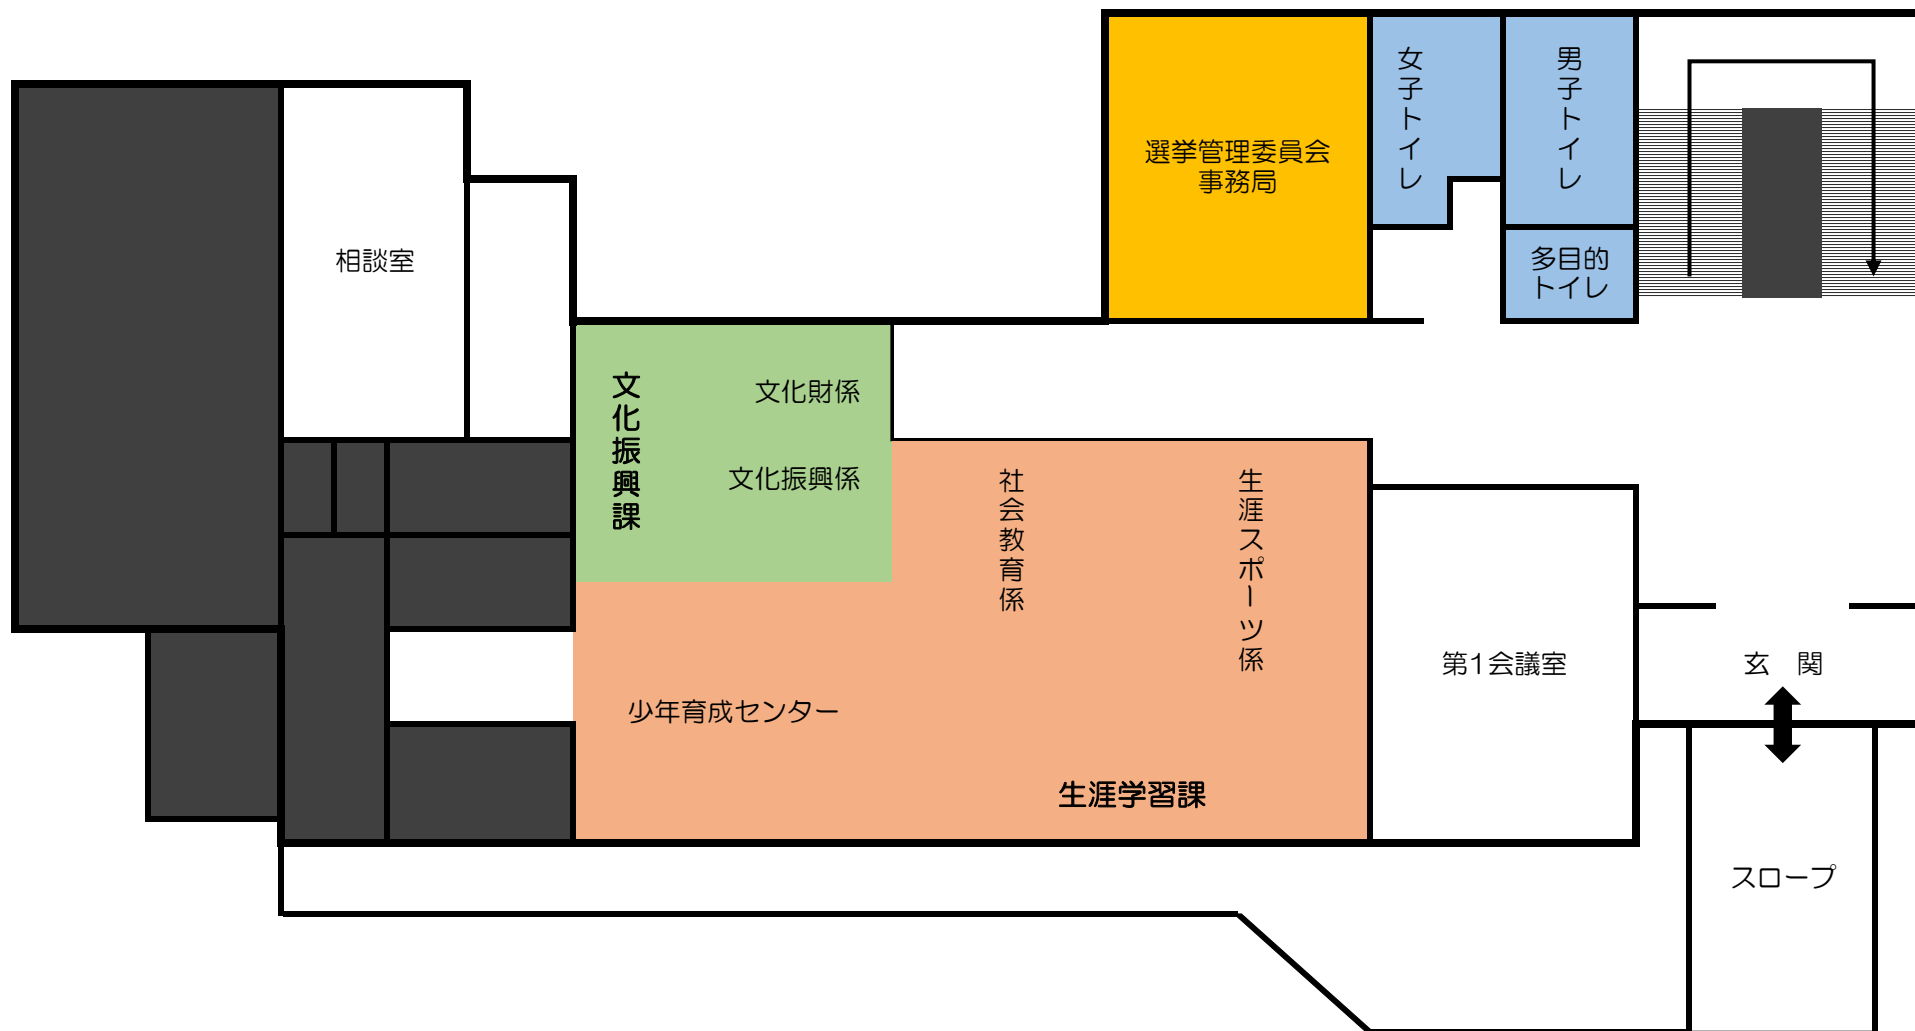 選挙管理委員会
事務局
女子トイレ
男子トイレ
多目的
トイレ
相談室
文化振興課
文化財係
文化振興係
社会教育係
生涯スポーツ係
少年育成センター
生涯学習課
第1会議室
玄　関
スロープ